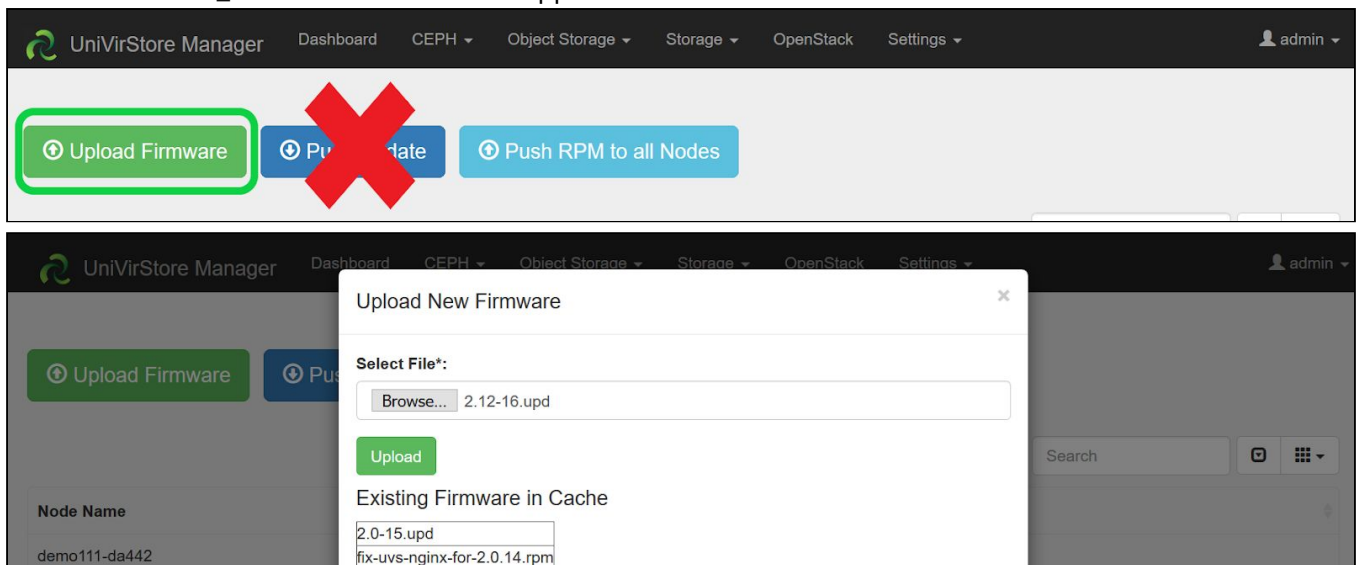 UniVirStore Manager Dashboard CEPH Object Storage Storage OpenStack Settings admin
Upload Firmware Push RPM to all Nodes
UniVirStore Manager Dashboard CEPH Object Storage Storage OpenStack Settings admin
Upload New Firmware ×
Select File*:
Upload Firmware
Browse... 2.12-16.upd
Upload
Search
Existing Firmware in Cache
Node Name
2.0-15.upd
demo111-da442
fix-uvs-nginx-for-2.0.14.rpm